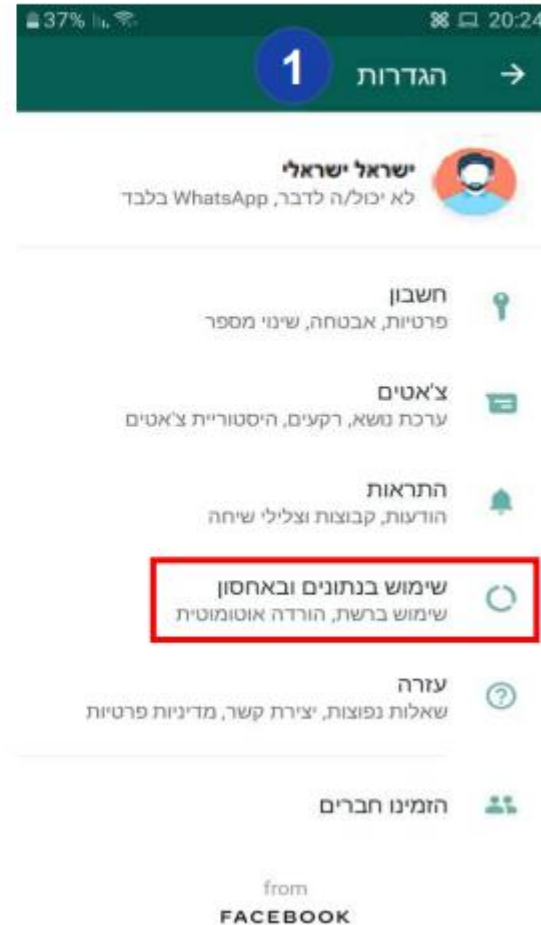 37% 20:24
1 הגדרות
ישראל ישראלי
לא יכול/ה לדבר, WhatsApp בלבד
חשבון
פרטיות, אבטחה, שינוי מספר
צ'אטים
ערכת נושא, רקעים, היסטוריית צ'אטים
התראות
הודעות, קבוצות וצלילי שיחה
שימוש בנתונים ובאחסון
שימוש ברשת, הורדה אוטומטית
עזרה
שאלות נפוצות, יצירת קשר, מדיניות פרטיות
הזמינו חברים
from
FACEBOOK